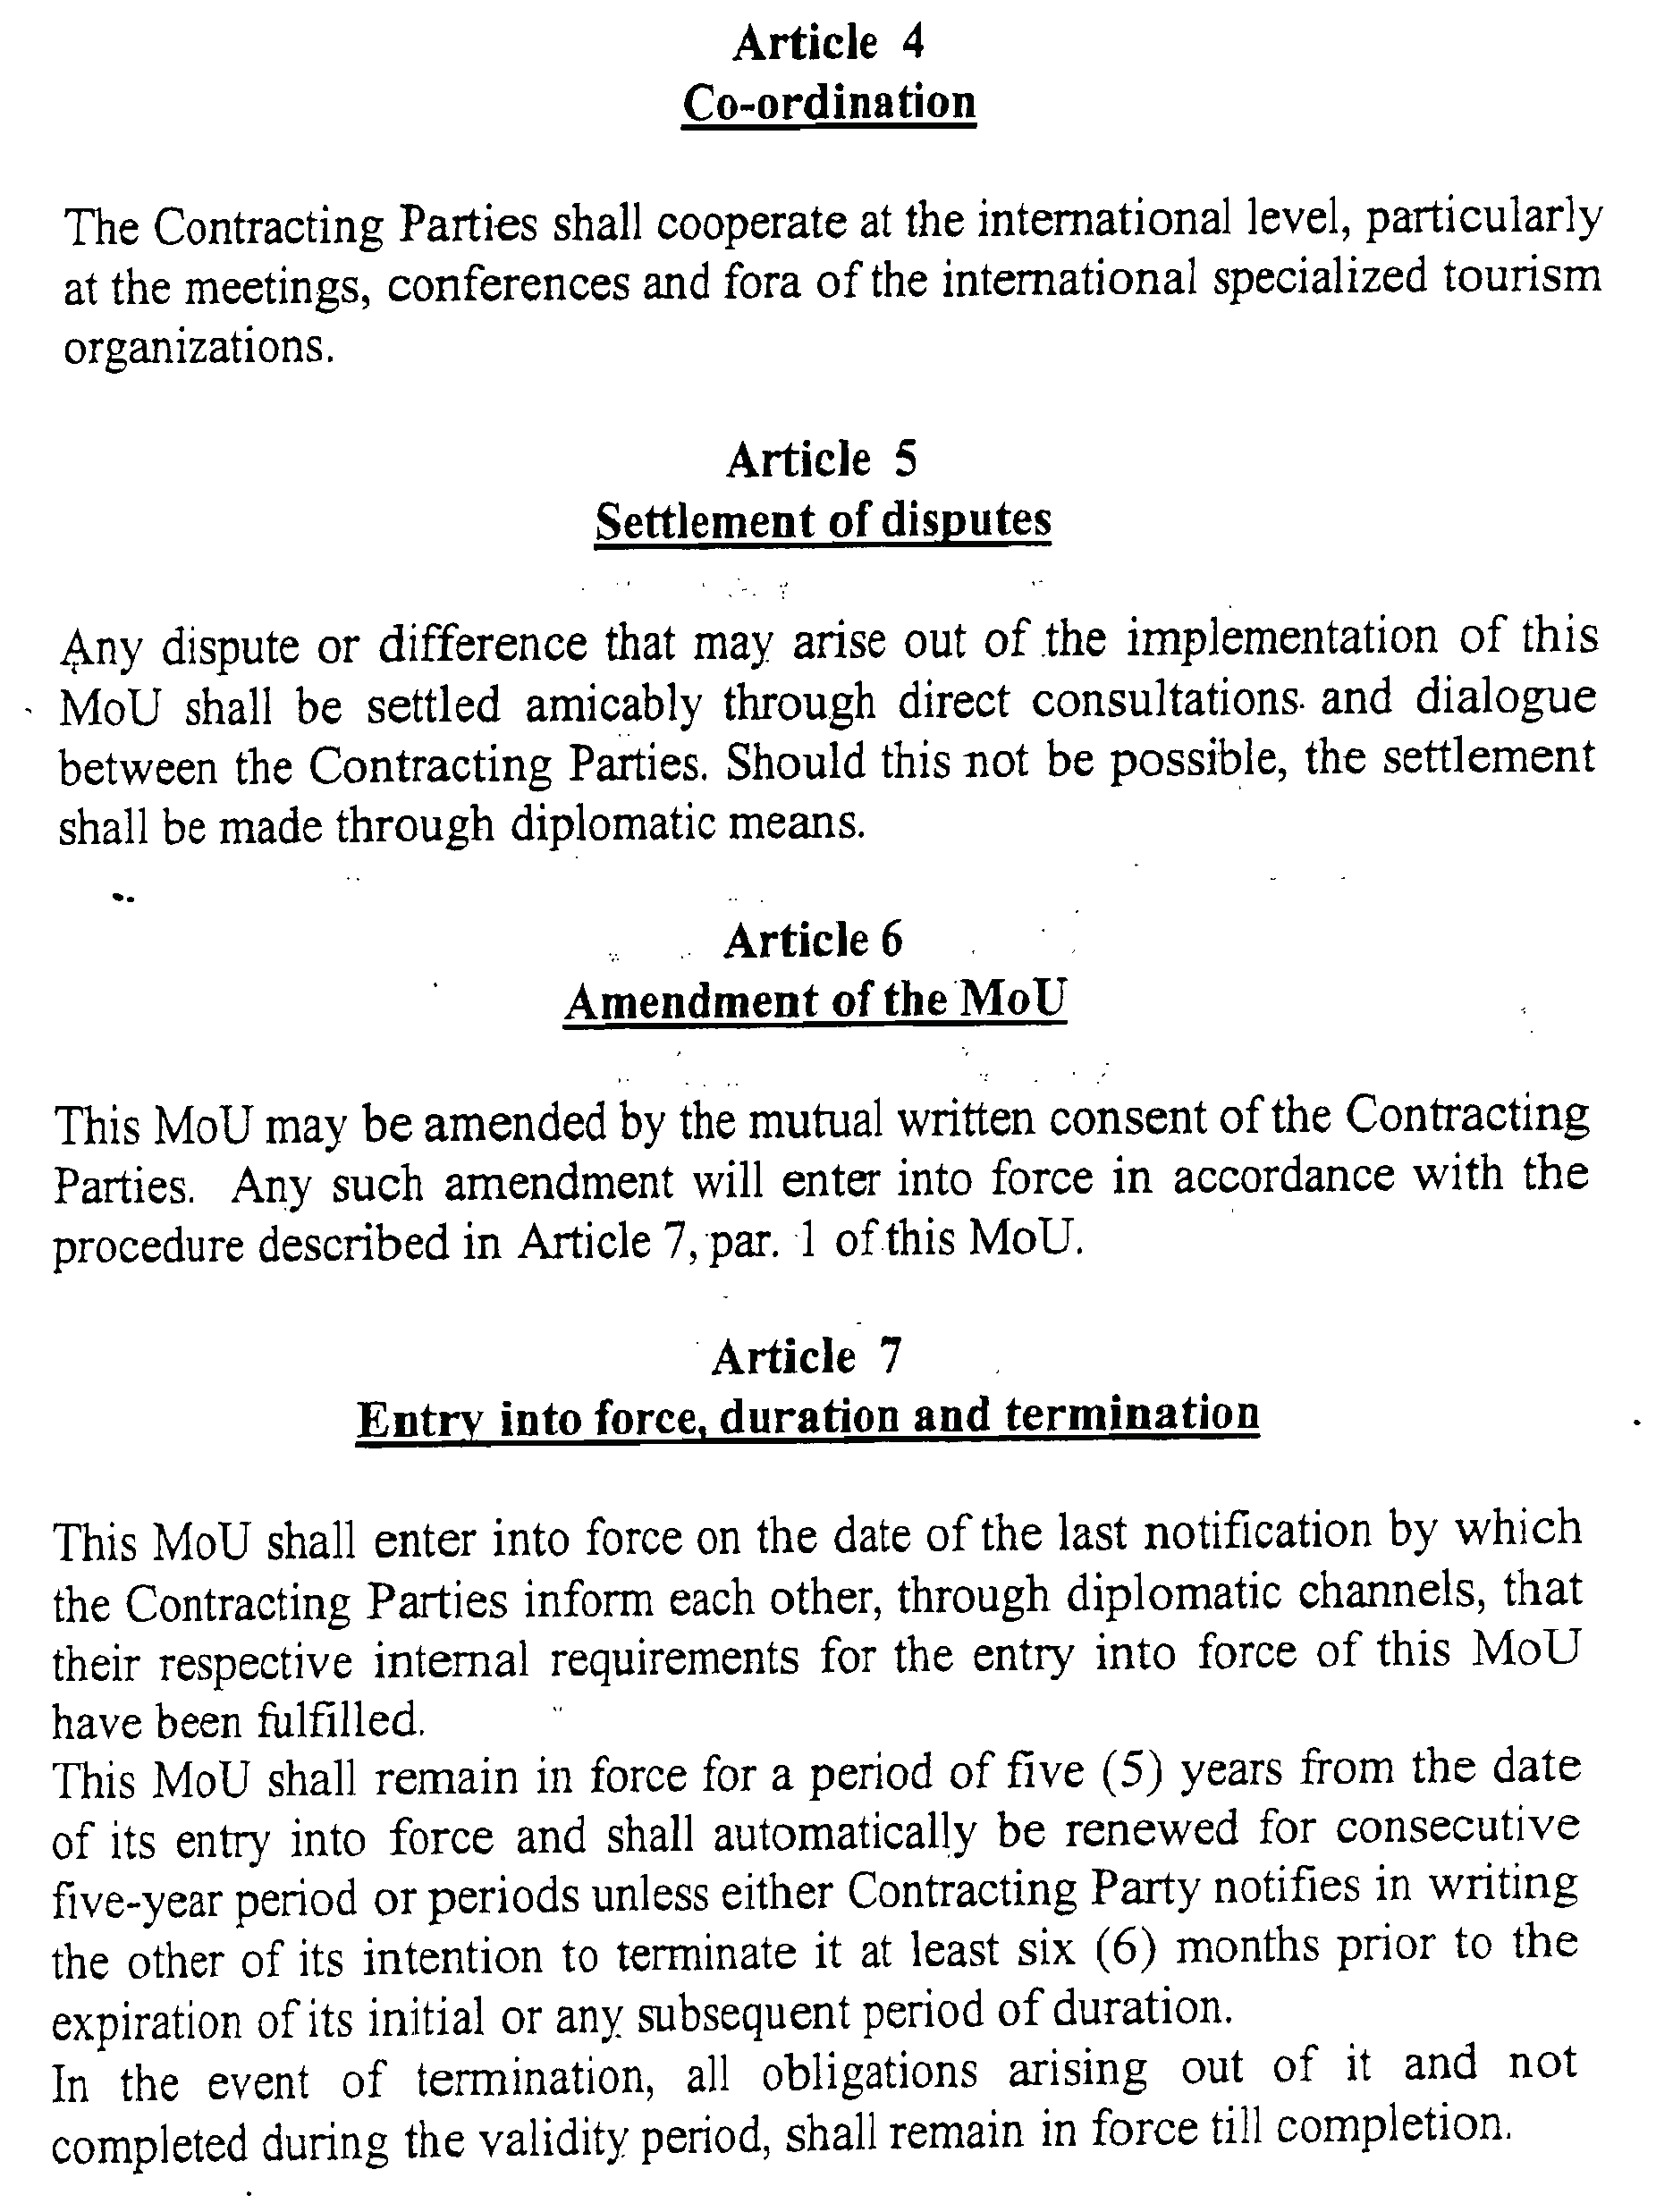 Article 4
Co-ordination
The Contracting Parties shall cooperate at the international level, particularly
at the meetings, conferences and fora of the international specialized tourism
organizations.
Article 5
Settlement of disputes
Any dispute or difference that may arise out of the implementation of this
MoU shall be settled amicably through direct consultations and dialogue
between the Contracting Parties. Should this not be possible, the settlement
shall be made through diplomatic means.
Article 6
Amendment of the MoU
This MoU may be amended by the mutual written consent of the Contracting
Parties. Any such amendment will enter into force in accordance with the
procedure described in Article 7, par. 1 of this MoU.
Article 7
Entry into force, duration and termination
This MoU shall enter into force on the date of the last notification by which
the Contracting Parties inform each other, through diplomatic channels, that
their respective internal requirements for the entry into force of this MoU
have been fulfilled.
This MoU shall remain in force for a period of five (5) years from the date
of its entry into force and shall automatically be renewed for consecutive
five-year period or periods unless either Contracting Party notifies in writing
the other of its intention to terminate it at least six (6) months prior to the
expiration of its initial or any subsequent period of duration.
In the event of termination, all obligations arising out of it and not
completed during the validity period, shall remain in force till completion.